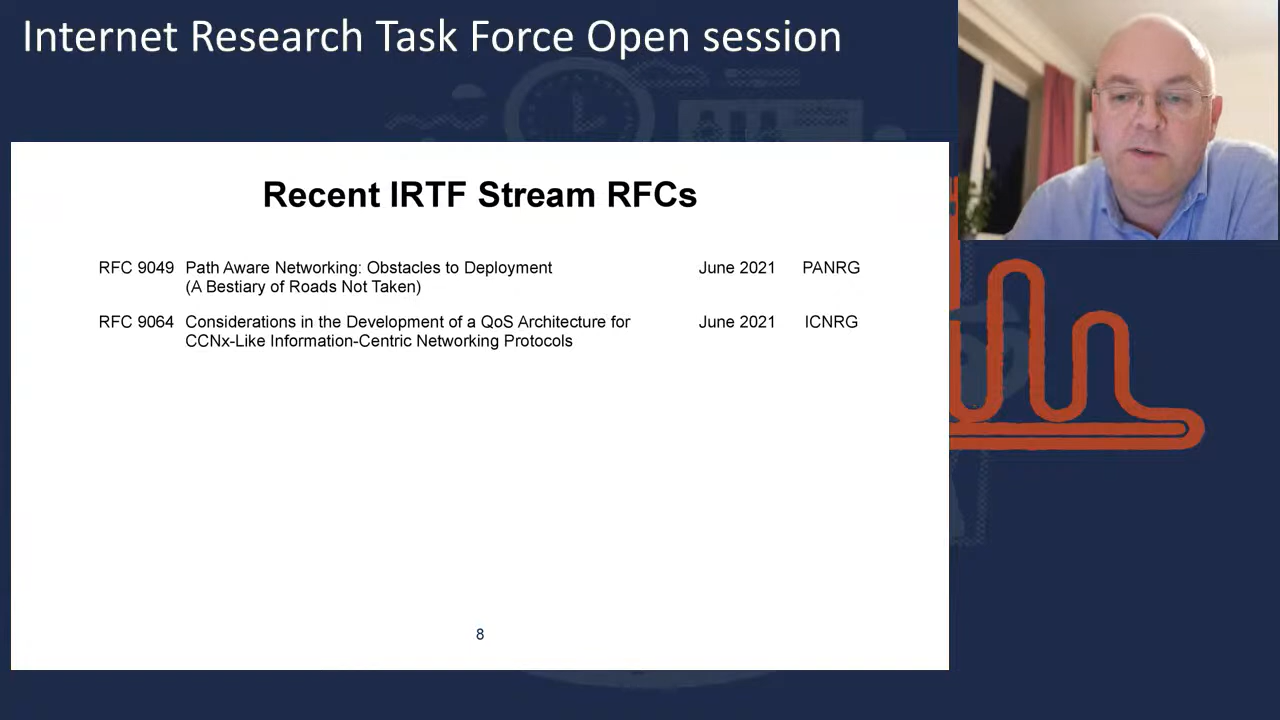 Internet Research Task Force Open session
Recent IRTF Stream RFCs
RFC 9049 Path Aware Networking: Obstacles to Deployment June 2021 PANRG
(A Bestiary of Roads Not Taken)
RFC 9064 Considerations in the Development of a QoS Architecture for June 2021 ICNRG
CCNx-Like Information-Centric Networking Protocols
8